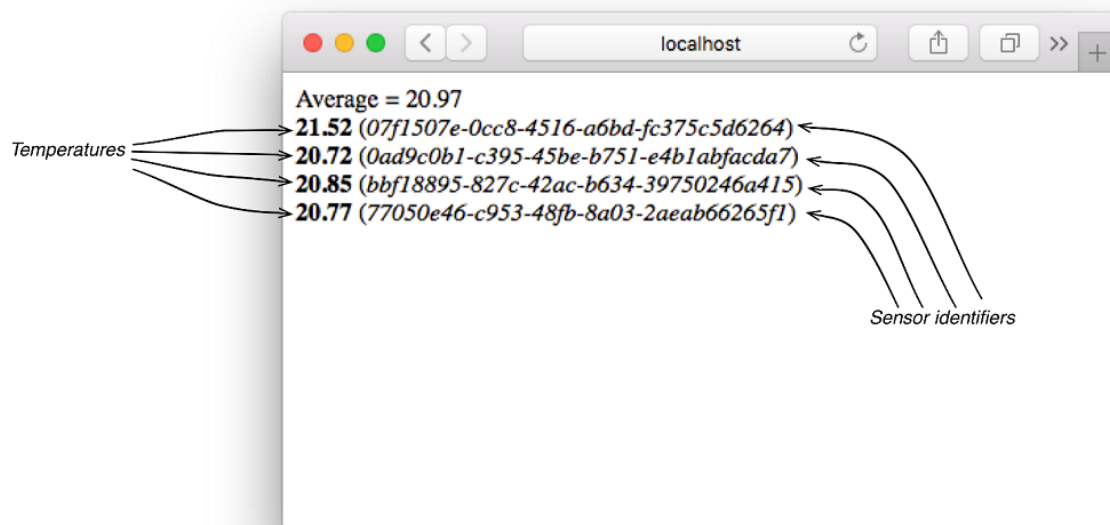 localhost
Average = 20.97
21.52 (07f1507e-0cc8-4516-a6bd-fc375c5d6264)
Temperatures
20.72 (0ad9c0b1-c395-45be-b751-e4b1abfacda7)
20.85 (bbf18895-827c-42ac-b634-39750246a415)
20.77 (77050e46-c953-48fb-8a03-2aeab66265f1)
Sensor identifiers